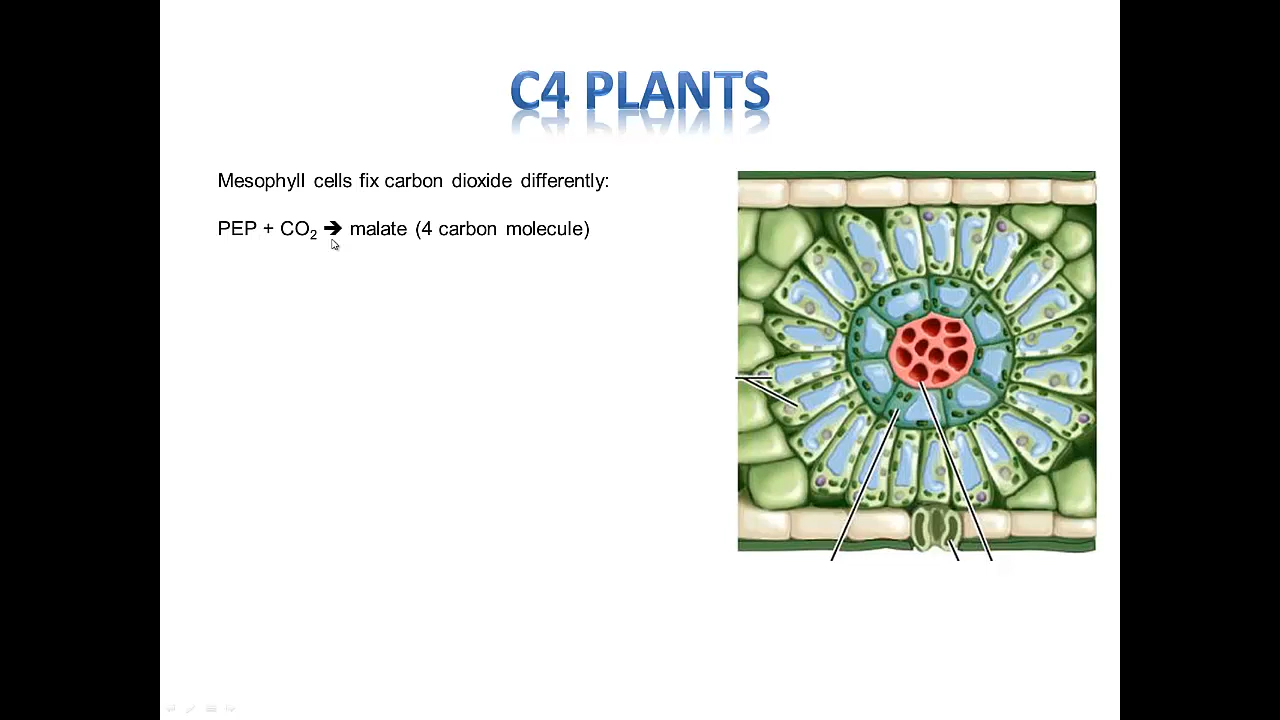 C4 PLANTS
Mesophyll cells fix carbon dioxide differently:
PEP + CO₂ ➔ malate (4 carbon molecule)